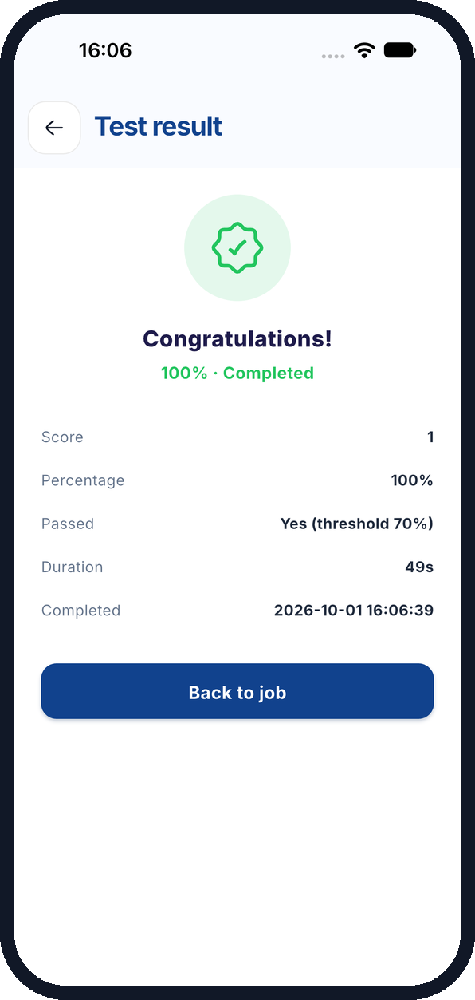 16:06
Test result
Congratulations!
100% · Completed
Score 1
Percentage 100%
Passed Yes (threshold 70%)
Duration 49s
Completed 2026-10-01 16:06:39
Back to job